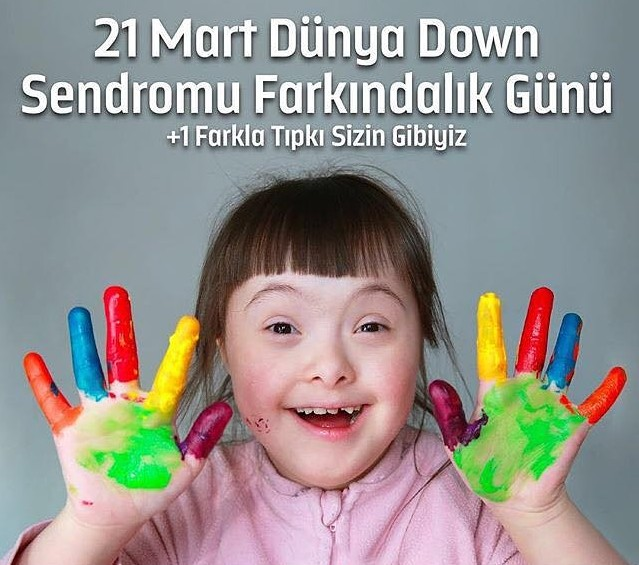 21 Mart Dünya Down
Sendromu Farkındalık Günü
+1 Farkla Tıpkı Sizin Gibiyiz